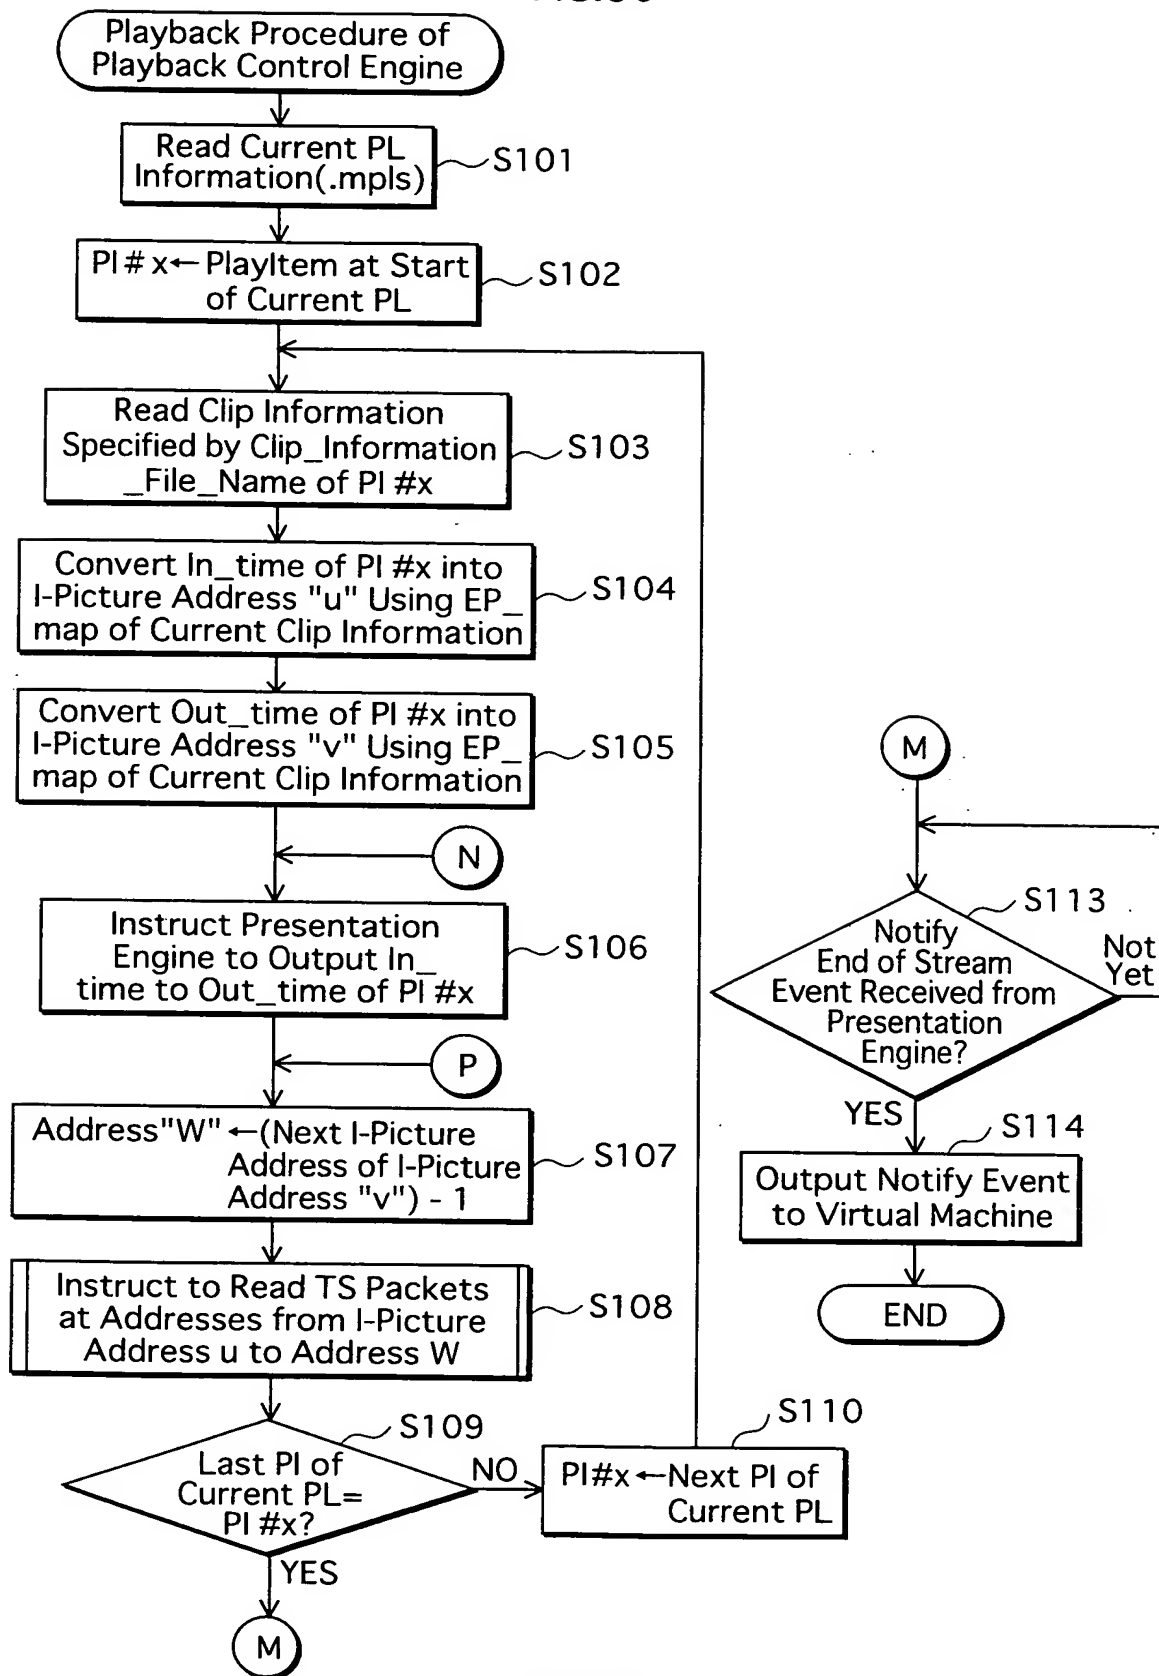 Playback Procedure of
Playback Control Engine
Read Current PL
Information(.mpls)
S101
PI#x←PlayItem at Start
of Current PL
S102
Read Clip Information
Specified by Clip_Information
_File_Name of PI #x
S103
Convert In_time of PI #x into
I-Picture Address "u" Using EP_
map of Current Clip Information
S104
Convert Out_time of PI #x into
I-Picture Address "v" Using EP_
map of Current Clip Information
S105
N
Instruct Presentation
Engine to Output In_
time to Out_time of PI #x
S106
P
Address"W"←(Next I-Picture
Address of I-Picture
Address "v") - 1
S107
Instruct to Read TS Packets
at Addresses from I-Picture
Address u to Address W
S108
S109
Last PI of
Current PL=
PI #x?
NO
YES
M
S110
PI#x←Next PI of
Current PL
M
S113
Notify
End of Stream
Event Received from
Presentation
Engine?
Not
Yet
YES
S114
Output Notify Event
to Virtual Machine
END